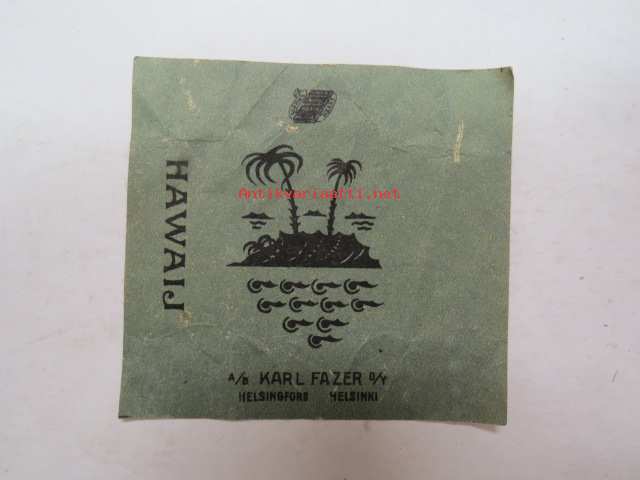 HAWAIJ
Antikvariaatti.net
A/B KARL FAZER O/Y
HELSINGFORS HELSINKI